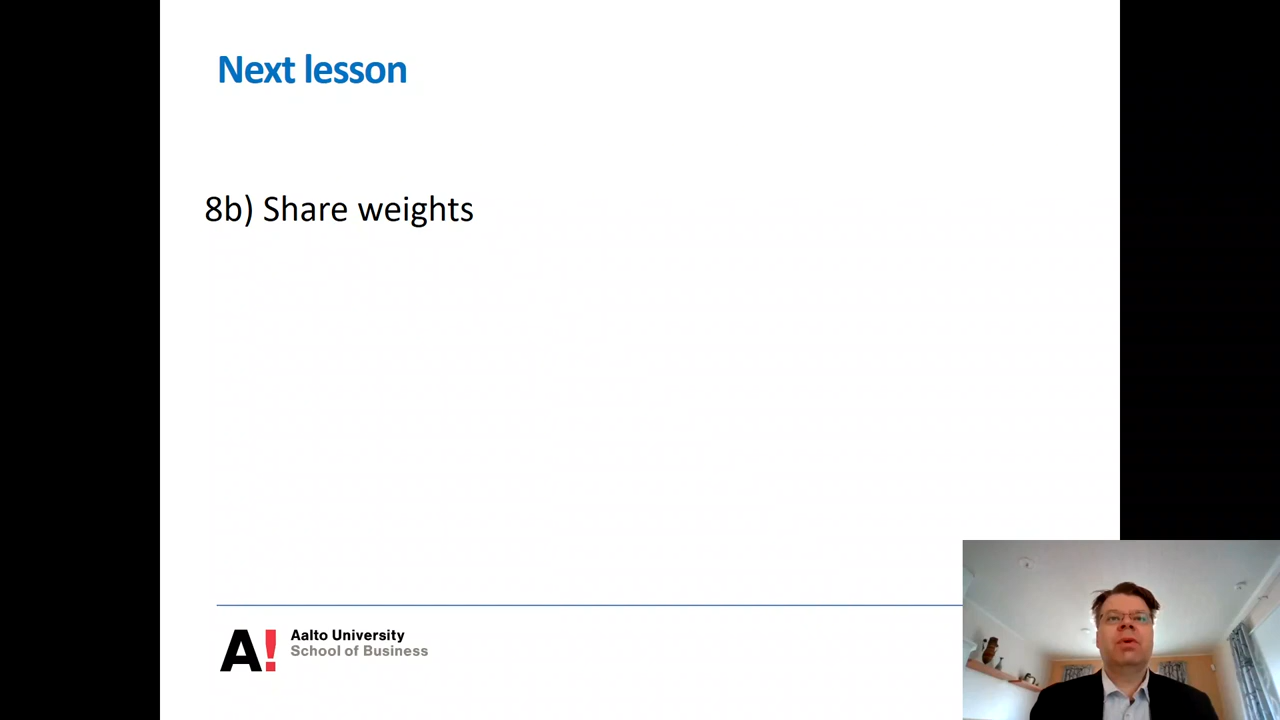 Next lesson
8b) Share weights
A!
Aalto University
School of Business